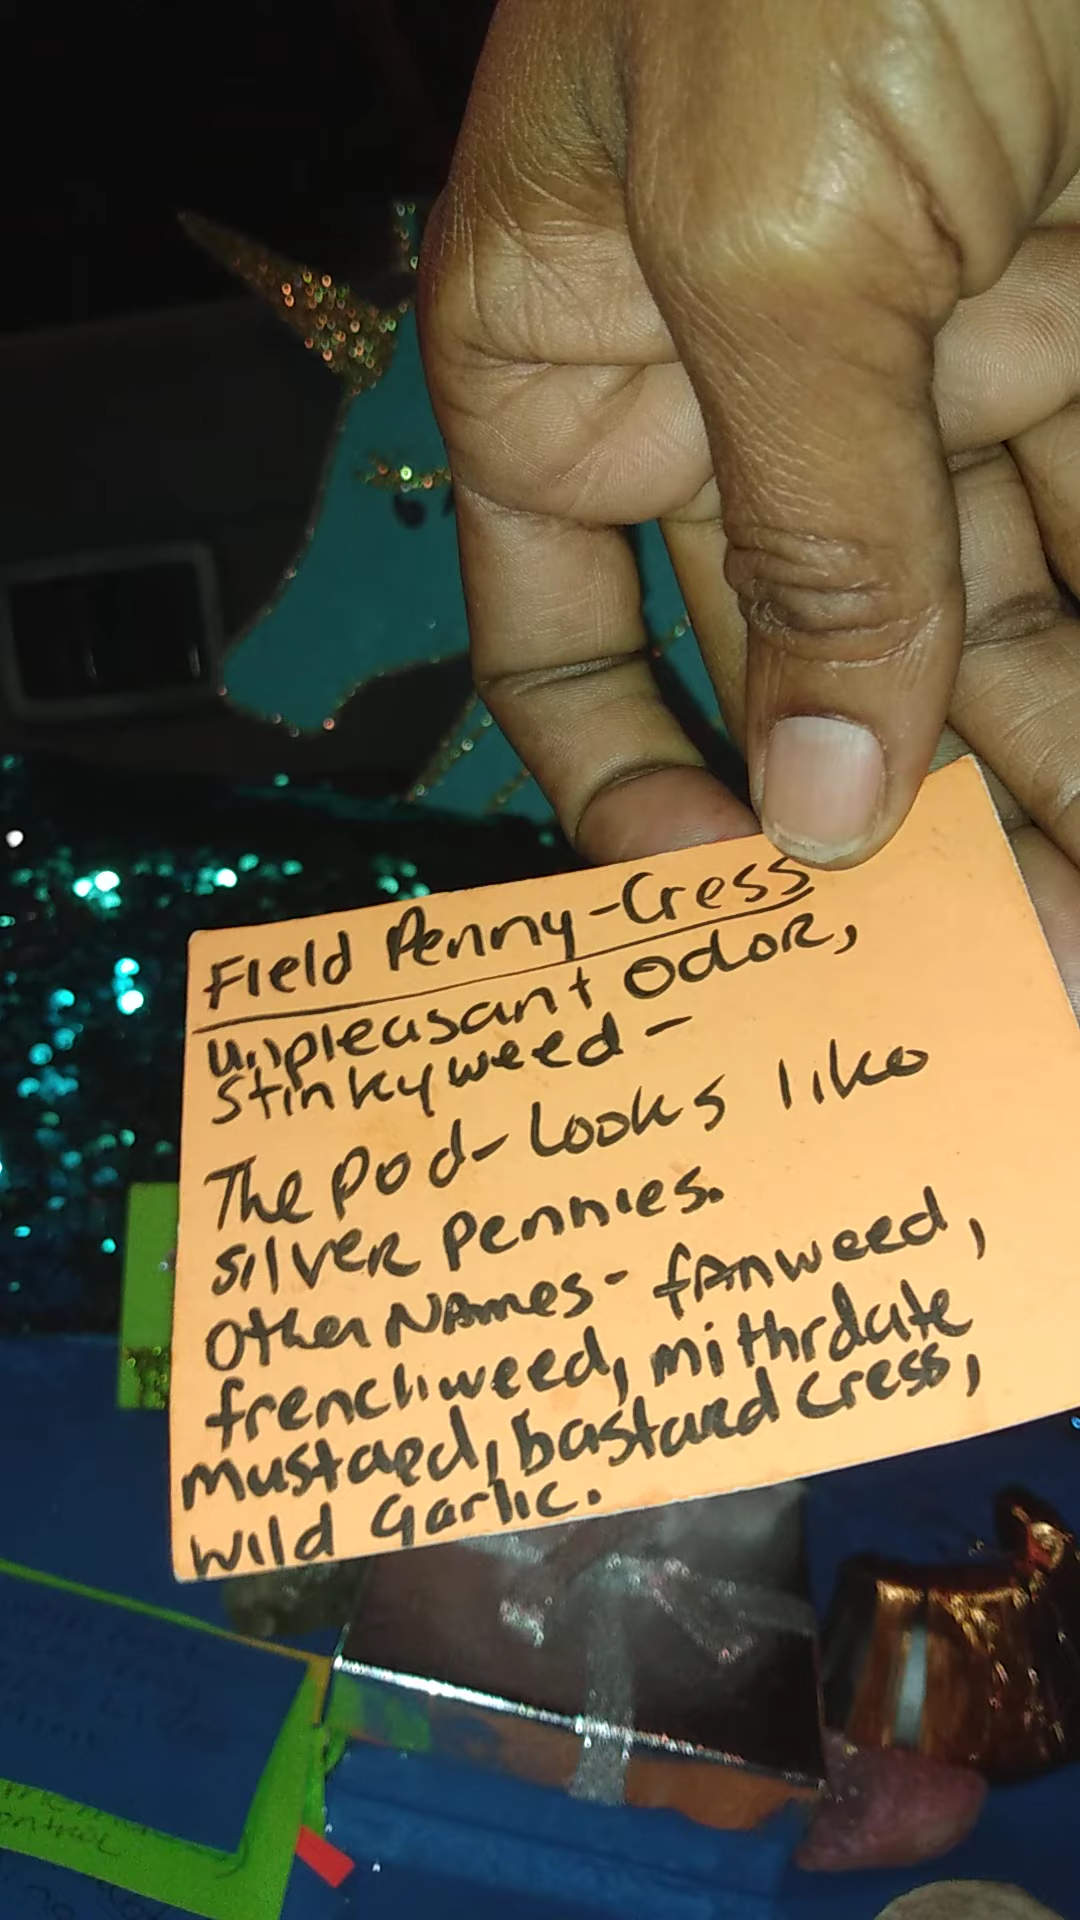 Field Penny-Cress
unpleasant odor,
Stinkyweed -
The pod- Looks like
silver pennies.
Other Names - fanweed,
frenchweed, mithrdate
mustard, bastard cress,
wild Garlic.
ontrol